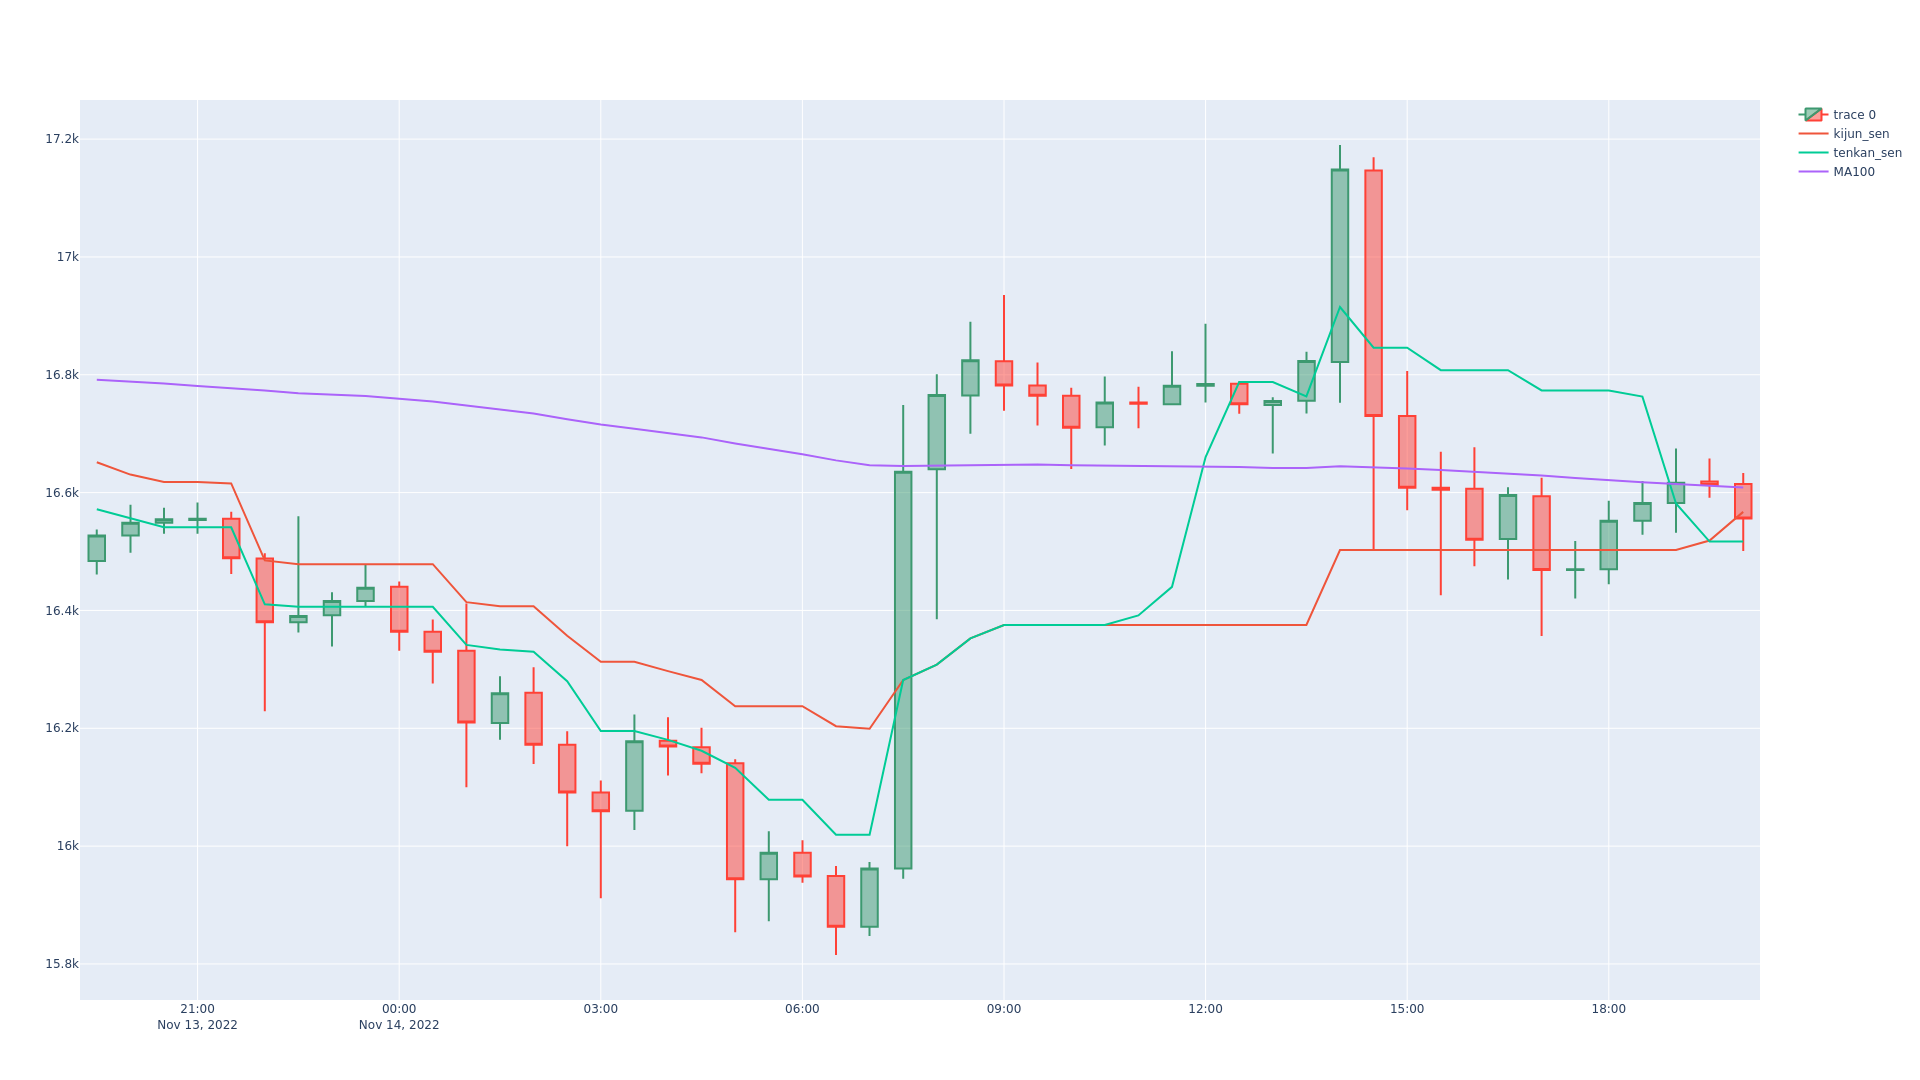 17.2k
17k
16.8k
16.6k
16.4k
16.2k
16k
15.8k
21:00
Nov 13, 2022
00:00
Nov 14, 2022
03:00
06:00
09:00
12:00
15:00
18:00
trace 0
kijun_sen
tenkan_sen
MA100